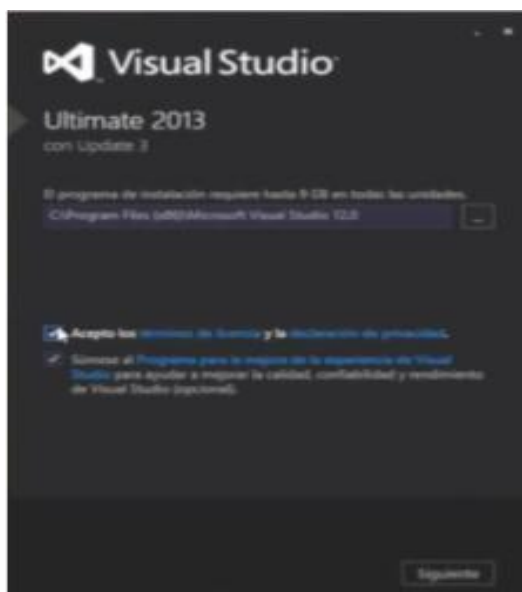 Visual Studio
Ultimate 2013
con Update 3
El programa de instalación requiere hasta 9 GB en todas las unidades.
C:\Program Files (x86)\Microsoft Visual Studio 12.0
...
Acepto los términos de licencia y la declaración de privacidad.
Súmese al Programa para la mejora de la experiencia de Visual
Studio para ayudar a mejorar la calidad, confiabilidad y rendimiento
de Visual Studio (opcional).
Siguiente